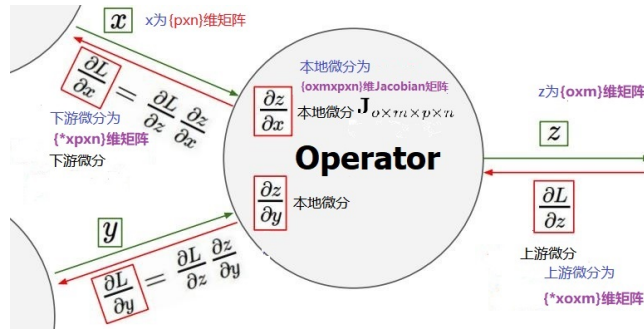 x
x为{pxn}维矩阵
∂L/∂x = ∂L/∂z ∂z/∂x
下游微分为
{*xpxn}维矩阵
下游微分
本地微分为
{oxmxpxn}维Jacobian矩阵
∂z/∂x 本地微分 J o×m×p×n
Operator
∂z/∂y 本地微分
y
∂L/∂y = ∂L/∂z ∂z/∂y
z为{oxm}维矩阵
z
∂L/∂z
上游微分
上游微分为
{*xoxm}维矩阵